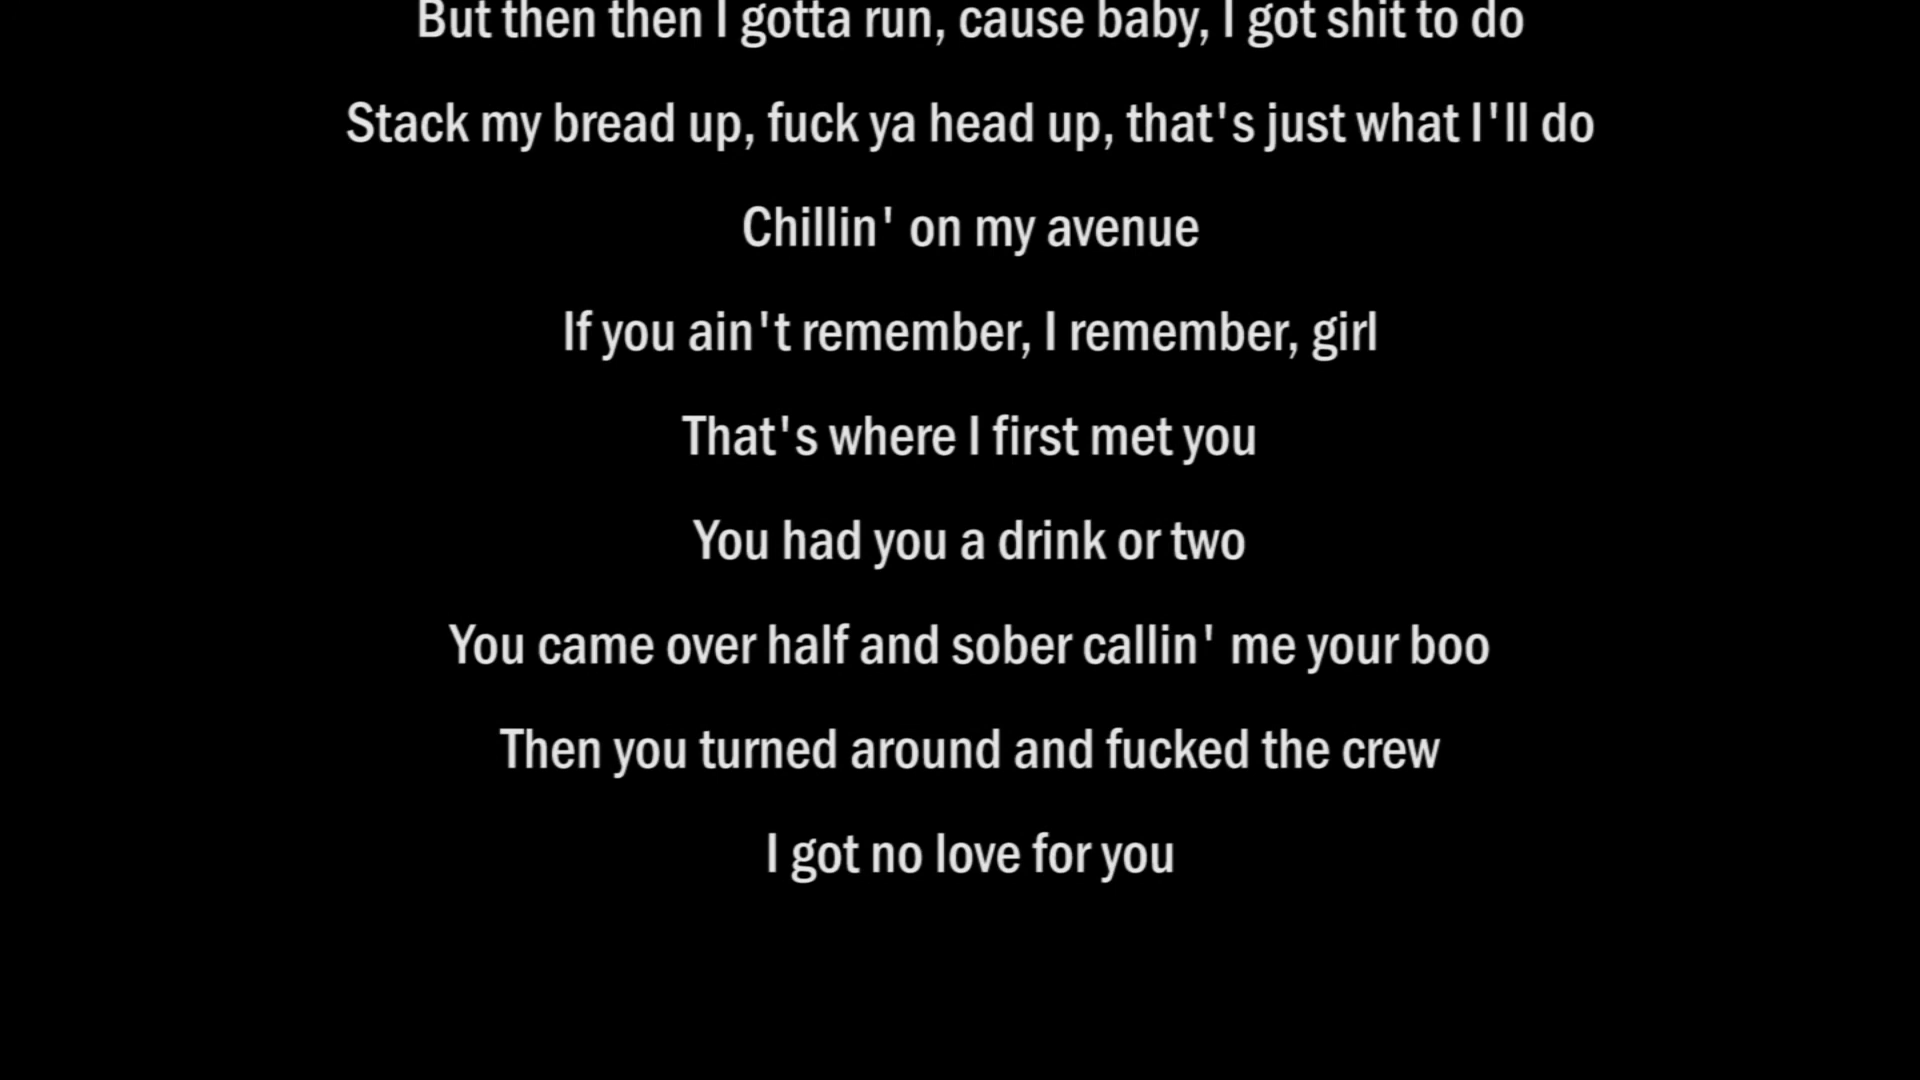 But then then I gotta run, cause baby, I got shit to do
Stack my bread up, fuck ya head up, that's just what I'll do
Chillin' on my avenue
If you ain't remember, I remember, girl
That's where I first met you
You had you a drink or two
You came over half and sober callin' me your boo
Then you turned around and fucked the crew
I got no love for you